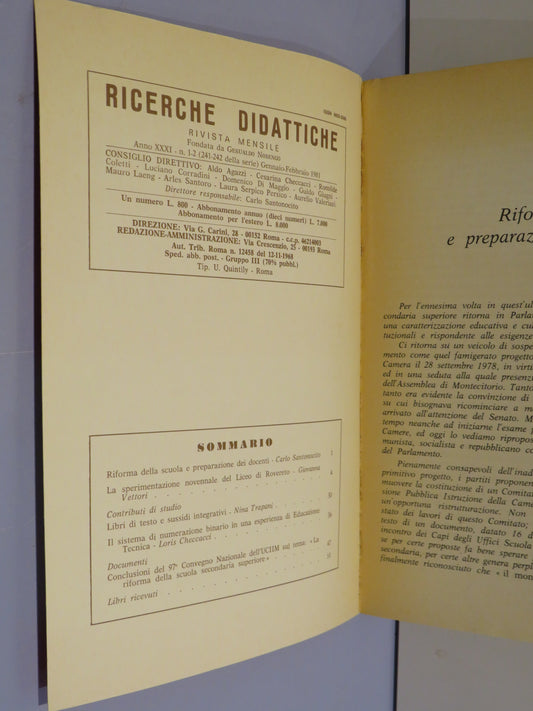 RICERCHE DIDATTICHE
RIVISTA MENSILE
Fondata da GESUALDO NOSENGO
Anno XXXI - n. 1-2 (241-242 della serie) Gennaio-Febbraio 1981
CONSIGLIO DIRETTIVO: Aldo Agazzi - Cesarina Checcacci - Romilde
Coletti - Luciano Corradini - Domenico Di Maggio - Guido Giugni -
Mauro Laeng - Arles Santoro - Laura Serpico Persico - Aurelio Valeriani
Direttore responsabile: Carlo Santonocito
Un numero L. 800 - Abbonamento annuo (dieci numeri) L. 7.000
Abbonamento per l'estero L. 8.000
DIREZIONE: Via G. Carini, 28 - 00152 Roma - c.c.p. 46214003
REDAZIONE-AMMINISTRAZIONE: Via Crescenzio, 25 - 00193 Roma
Aut. Trib. Roma n. 12458 del 12-11-1968
Sped. abb. post. - Gruppo III (70% pubbl.)
Tip. U. Quintily - Roma
SOMMARIO
Riforma della scuola e preparazione dei docenti - Carlo Santonocito 1
La sperimentazione novennale del Liceo di Rovereto - Giovanna
Vettori
Contributi di studio
Libri di testo e sussidi integrativi - Nina Trapani
Il sistema di numerazione binario in una esperienza di Educazione
Tecnica - Loris Checcacci
Documenti
Conclusioni del 97° Convegno Nazionale dell'UCIIM sul tema: «La
riforma della scuola secondaria superiore»
Libri ricevuti
Rifo
e preparaz
Per l'ennesima volta in quest'ul
condaria superiore ritorna in Parla
una caratterizzazione educativa e cu
tuzionali e rispondente alle esigenze
Ci ritorna su un veicolo di sospe
mento come quel famigerato progetto
Camera il 28 settembre 1978, in virtù
ed in una seduta alla quale presenzi
dell'Assemblea di Montecitorio. Tanto
tanto era evidente la convinzione di
su cui bisognava ricominciare a m
arrivato all'attenzione del Senato. M
tempo neanche ad iniziarne l'esame
Camere, ed oggi lo vediamo ripropos
munista, socialista e repubblicano co
del Parlamento.
Pienamente consapevoli dell'inad
primitivo progetto, i partiti proponen
muovere la costituzione di un Comitat
sione Pubblica Istruzione della Came
un'opportuna ristrutturazione. Non
stato dei lavori di questo Comitato;
testo di un documento, datato 16 d
incontro dei Capi degli Uffici Scuola
se per certe proposte fa bene sperare
secondaria, per certe altre genera perpl
finalmente riconosciuto che « il mon